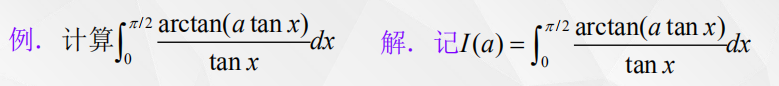 例. 计算∫₀^{π/2} arctan(a tan x)/tan x dx 解. 记I(a) = ∫₀^{π/2} arctan(a tan x)/tan x dx